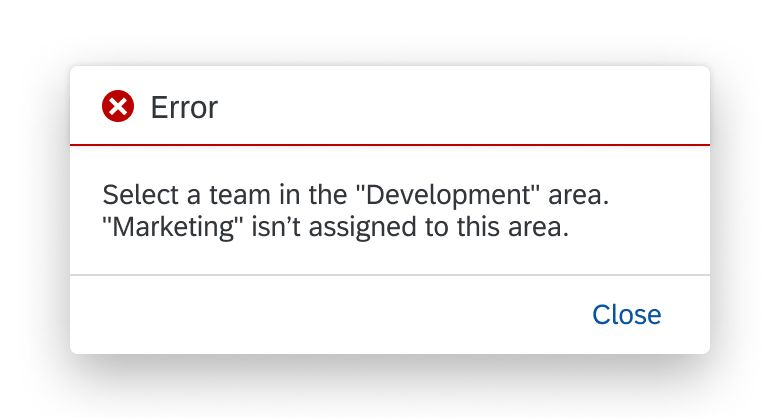 Error
Select a team in the "Development" area.
"Marketing" isn’t assigned to this area.
Close